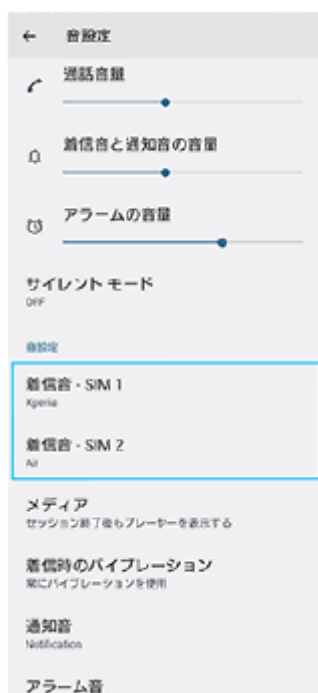 ← 音設定
通話音量
着信音と通知音の音量
アラームの音量
サイレント モード
OFF
音設定
着信音 - SIM 1
Xperia
着信音 - SIM 2
Air
メディア
セッション終了後もプレーヤーを表示する
着信時のバイブレーション
常にバイブレーションを使用
通知音
Notification
アラーム音